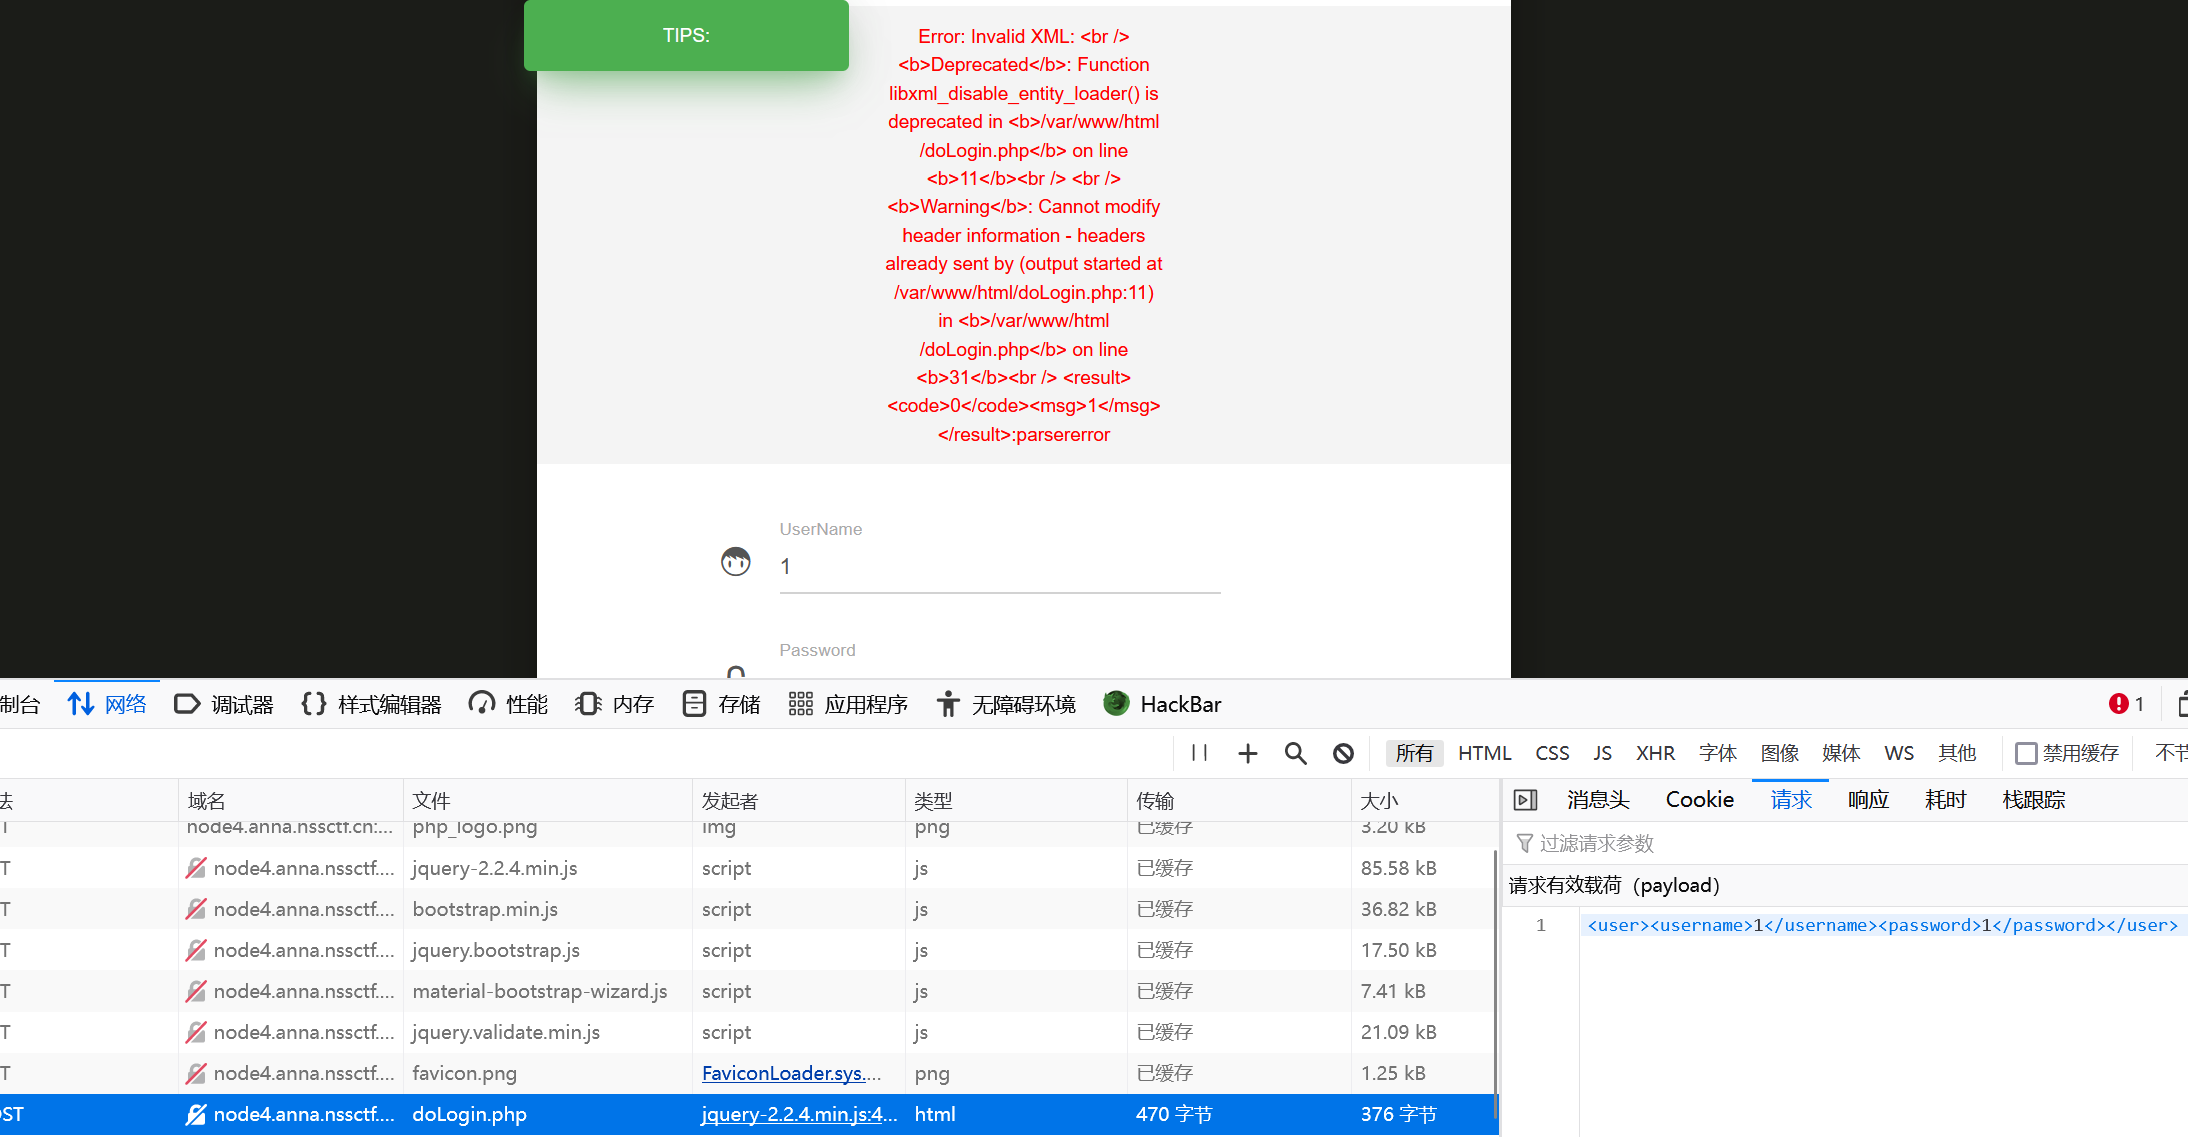 TIPS:
Error: Invalid XML: <br />
<b>Deprecated</b>: Function
libxml_disable_entity_loader() is
deprecated in <b>/var/www/html
/doLogin.php</b> on line
<b>11</b><br /> <br />
<b>Warning</b>: Cannot modify
header information - headers
already sent by (output started at
/var/www/html/doLogin.php:11)
in <b>/var/www/html
/doLogin.php</b> on line
<b>31</b><br /> <result>
<code>0</code><msg>1</msg>
</result>:parsererror
UserName
1
Password
制台 网络 调试器 样式编辑器 性能 内存 存储 应用程序 无障碍环境 HackBar 1
所有 HTML CSS JS XHR 字体 图像 媒体 WS 其他 禁用缓存 不节
法 域名 文件 发起者 类型 传输 大小
T node4.anna.nssctf.cn:... php_logo.png img png 已缓存 3.20 kB
T node4.anna.nssctf.... jquery-2.2.4.min.js script js 已缓存 85.58 kB
T node4.anna.nssctf.... bootstrap.min.js script js 已缓存 36.82 kB
T node4.anna.nssctf.... jquery.bootstrap.js script js 已缓存 17.50 kB
T node4.anna.nssctf.... material-bootstrap-wizard.js script js 已缓存 7.41 kB
T node4.anna.nssctf.... jquery.validate.min.js script js 已缓存 21.09 kB
T node4.anna.nssctf.... favicon.png FaviconLoader.sys.... png 已缓存 1.25 kB
OST node4.anna.nssctf.... doLogin.php jquery-2.2.4.min.js:4... html 470 字节 376 字节
消息头 Cookie 请求 响应 耗时 栈跟踪
过滤请求参数
请求有效载荷（payload）
1 <user><username>1</username><password>1</password></user>